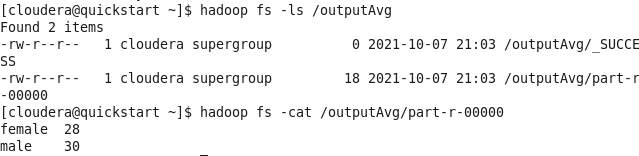 [cloudera@quickstart ~]$ hadoop fs -ls /outputAvg
Found 2 items
-rw-r--r--   1 cloudera supergroup          0 2021-10-07 21:03 /outputAvg/_SUCCE
SS
-rw-r--r--   1 cloudera supergroup         18 2021-10-07 21:03 /outputAvg/part-r
-00000
[cloudera@quickstart ~]$ hadoop fs -cat /outputAvg/part-r-00000
female  28
male    30